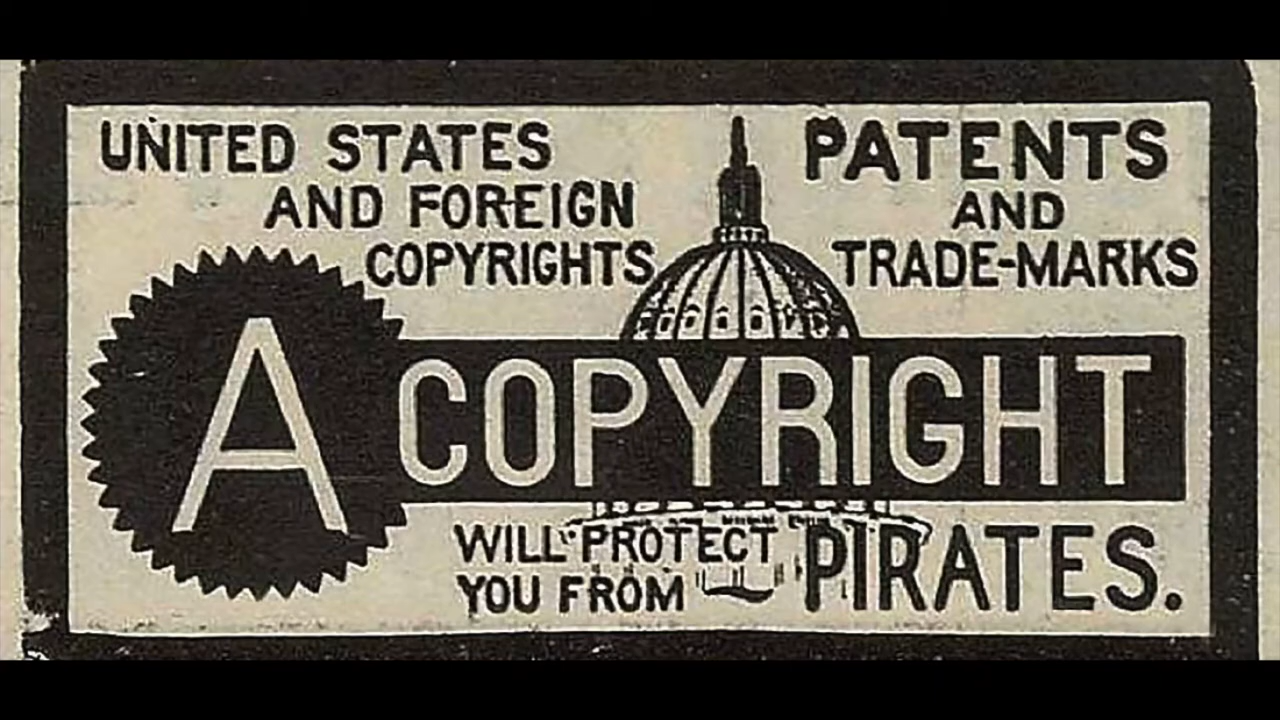 UNITED STATES
AND FOREIGN
COPYRIGHTS
PATENTS
AND
TRADE-MARKS
A COPYRIGHT
WILL PROTECT
YOU FROM
PIRATES.